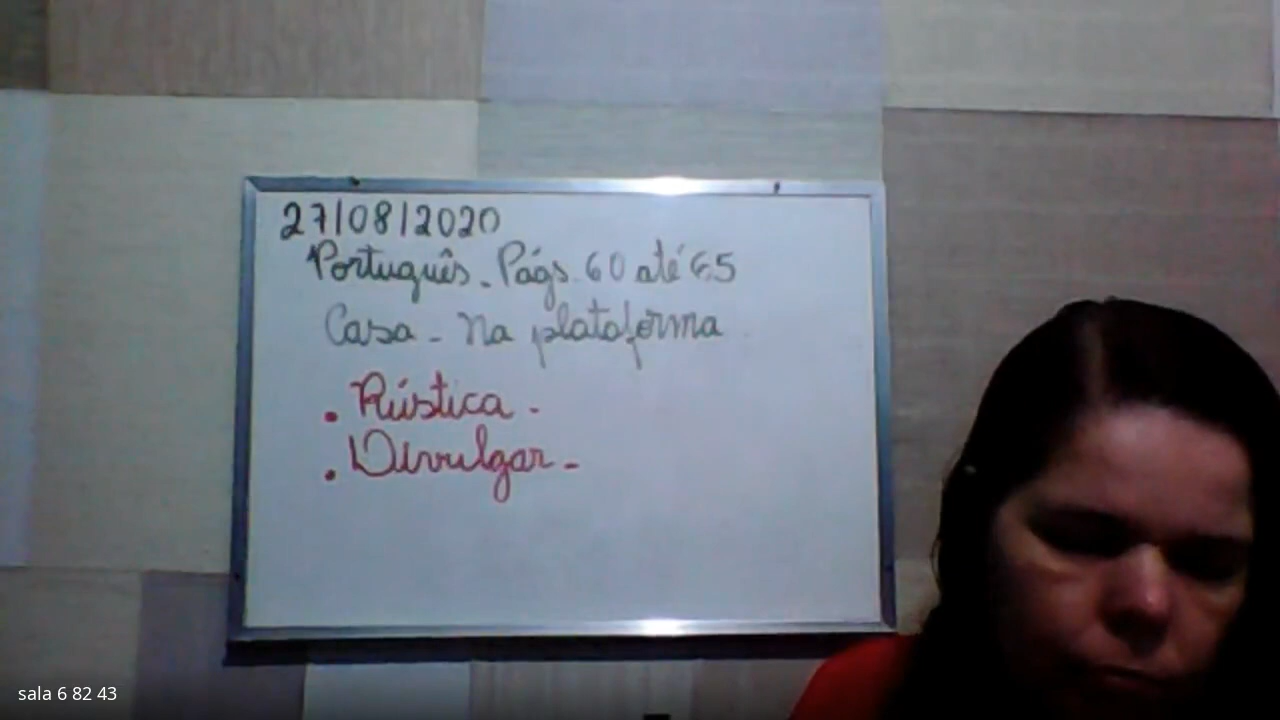 27/08/2020
Português. Págs. 60 até 65
Casa - Na plataforma
. Rústica -
. Divulgar -
sala 6 82 43